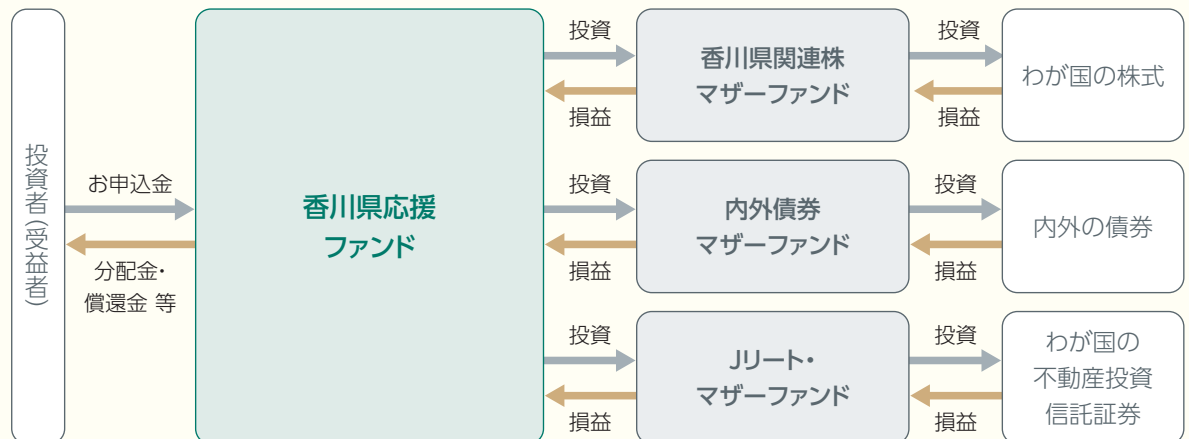 投資者(受益者)
お申込金
分配金・
償還金 等
香川県応援
ファンド
投資
損益
香川県関連株
マザーファンド
投資
損益
わが国の株式
投資
損益
内外債券
マザーファンド
投資
損益
内外の債券
投資
損益
Jリート・
マザーファンド
投資
損益
わが国の
不動産投資
信託証券